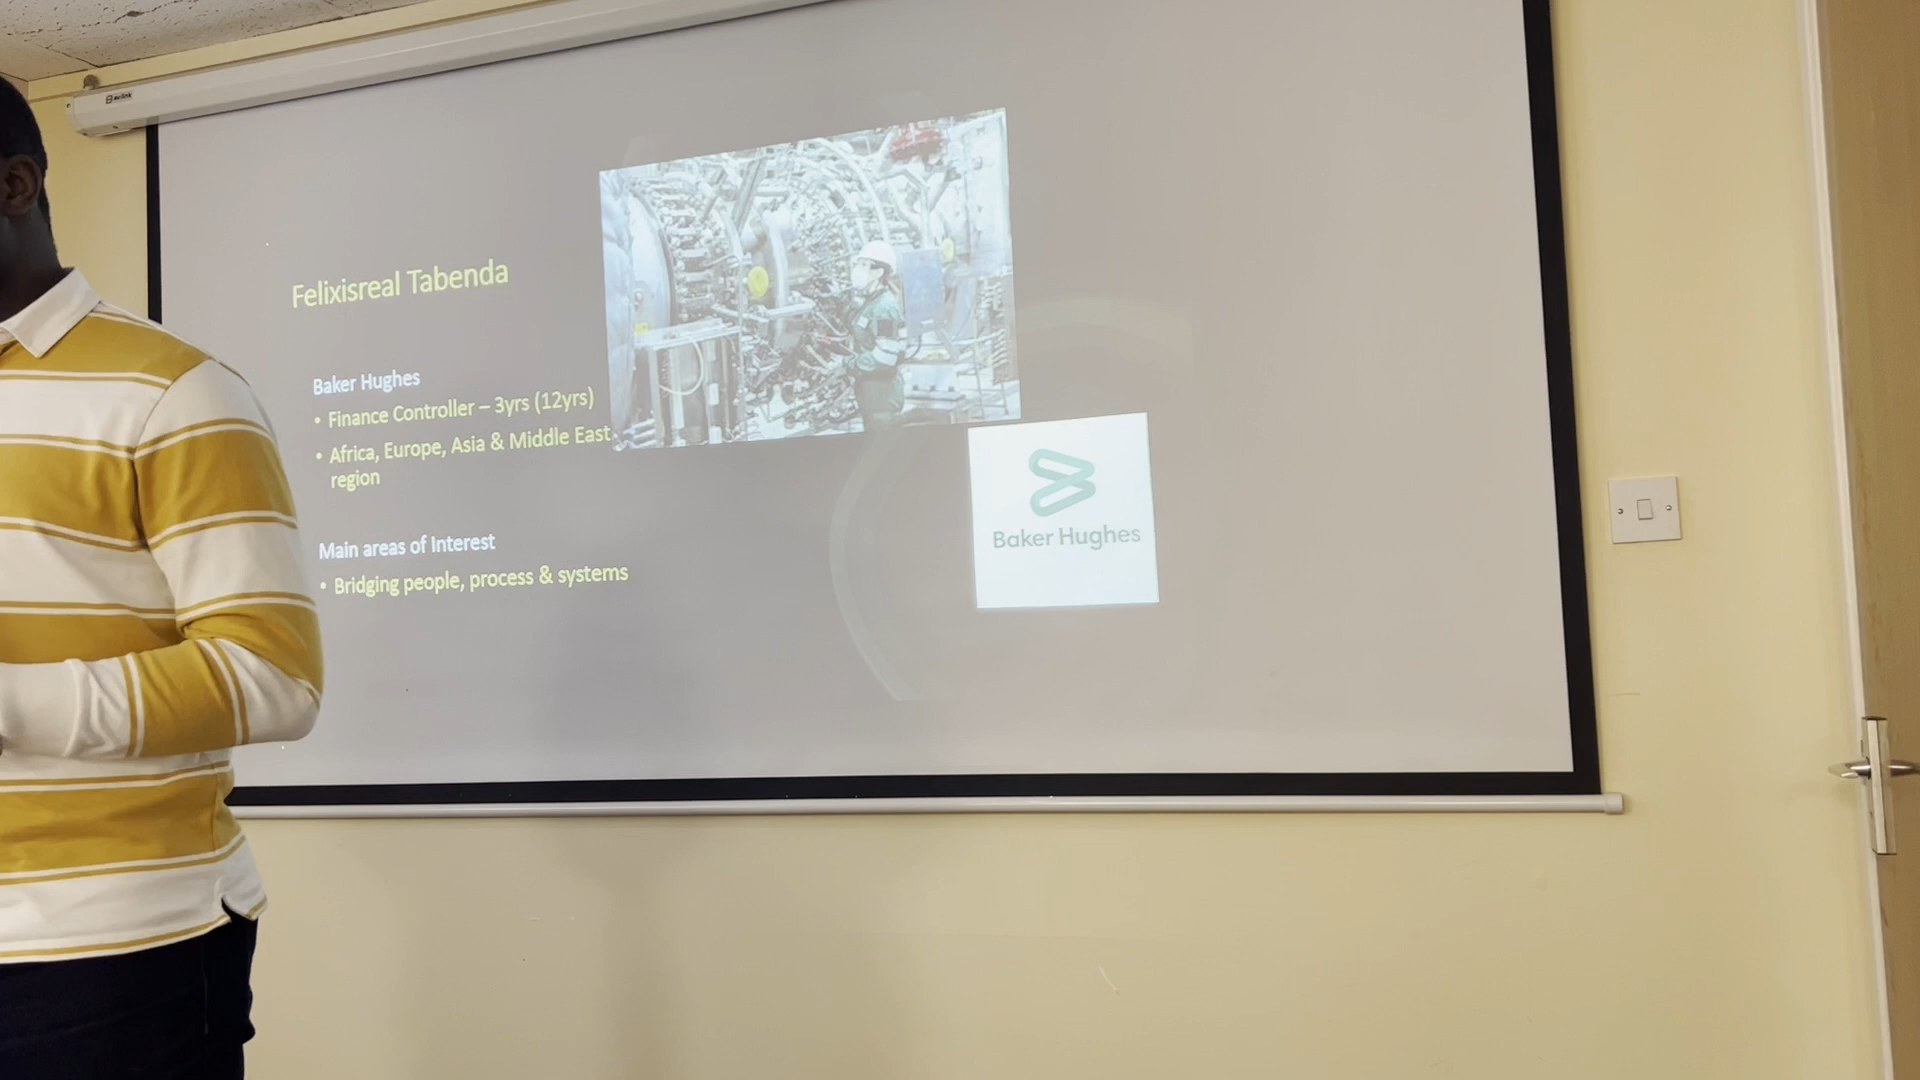 Felixisreal Tabenda
Baker Hughes
• Finance Controller – 3yrs (12yrs)
• Africa, Europe, Asia & Middle East
region
Main areas of Interest
• Bridging people, process & systems
Baker Hughes